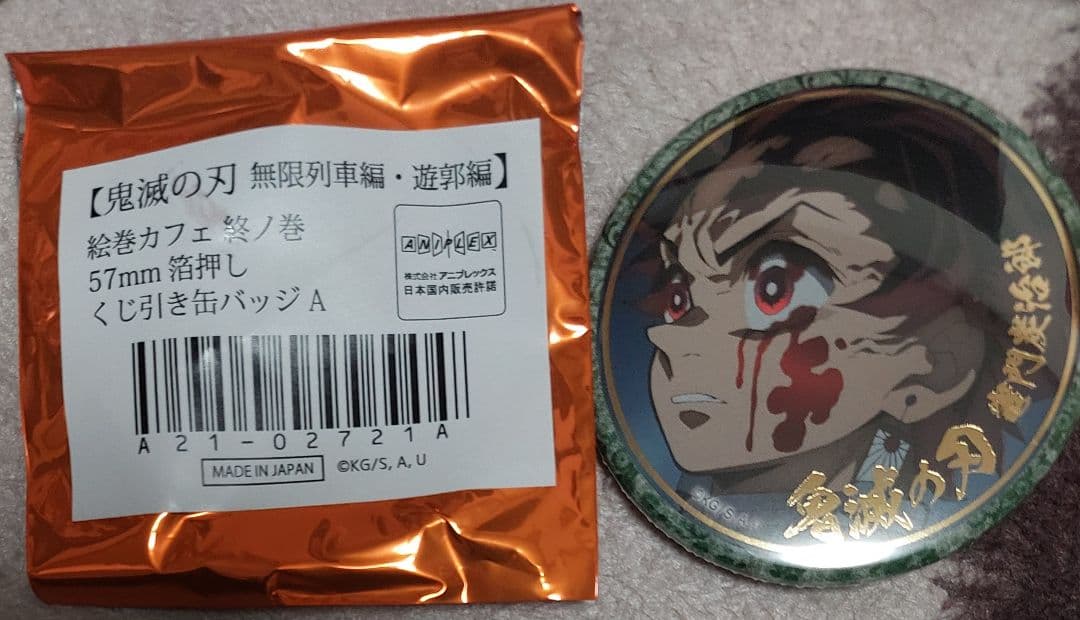 【鬼滅の刃 無限列車編・遊郭編】
絵巻カフェ 終ノ巻
57mm 箔押し
くじ引き缶バッジ A
ANIPLEX
株式会社 アニプレックス
日本国内販売許諾
A21-02721A
MADE IN JAPAN
©KG/S, A, U
竈門炭治郎
鬼滅の刃
©KG/S A